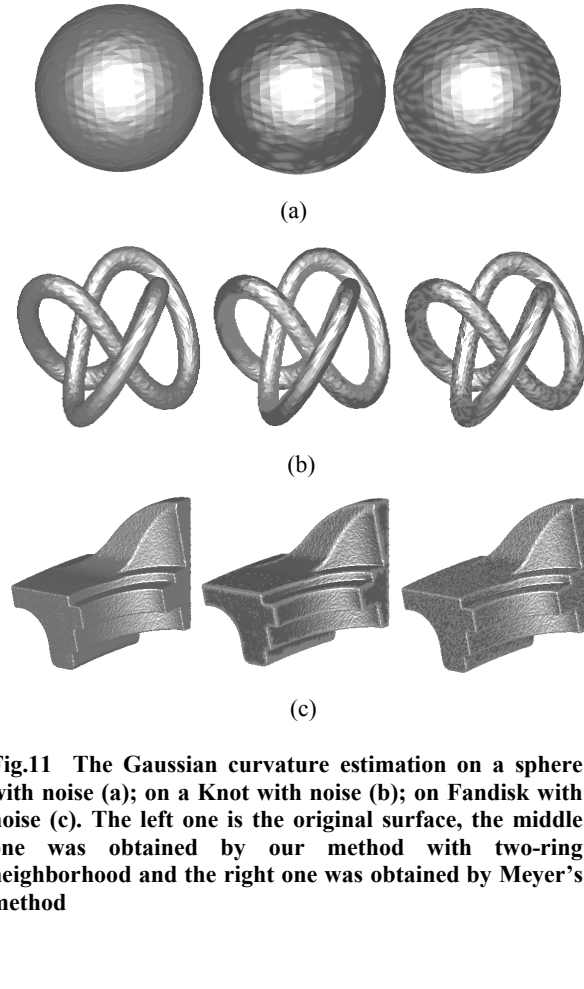 (a)
(b)
(c)
Fig.11 The Gaussian curvature estimation on a sphere
with noise (a); on a Knot with noise (b); on Fandisk with
noise (c). The left one is the original surface, the middle
one was obtained by our method with two-ring
neighborhood and the right one was obtained by Meyer's
method